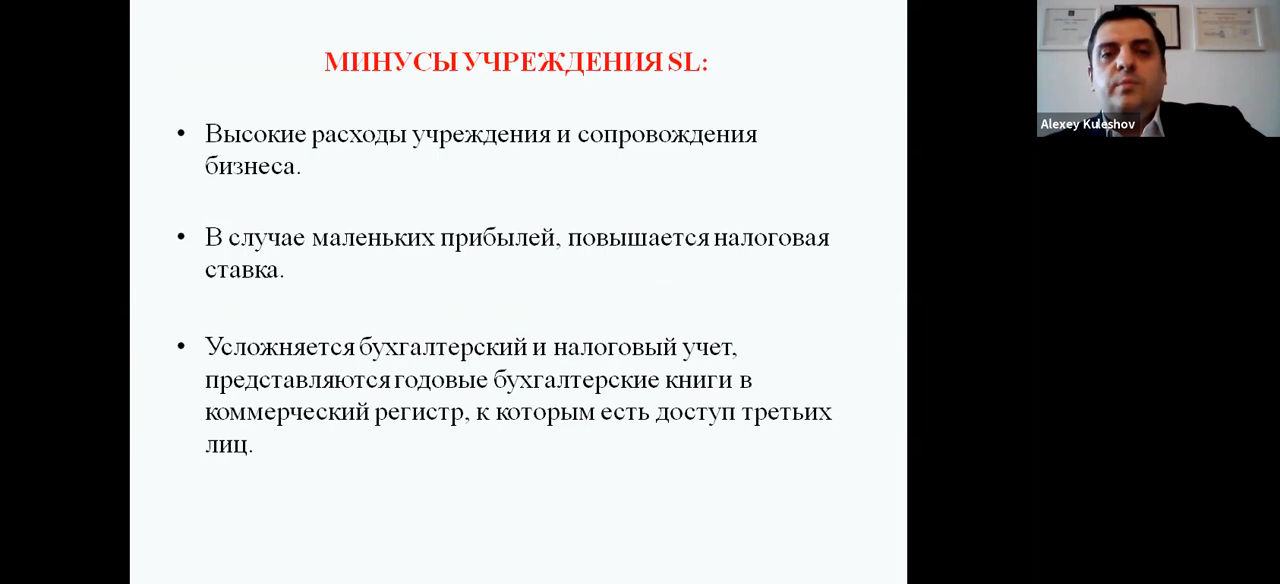 МИНУСЫ УЧРЕЖДЕНИЯ SL:
• Высокие расходы учреждения и сопровождения
бизнеса.
• В случае маленьких прибылей, повышается налоговая
ставка.
• Усложняется бухгалтерский и налоговый учет,
представляются годовые бухгалтерские книги в
коммерческий регистр, к которым есть доступ третьих
лиц.
Alexey Kuleshov